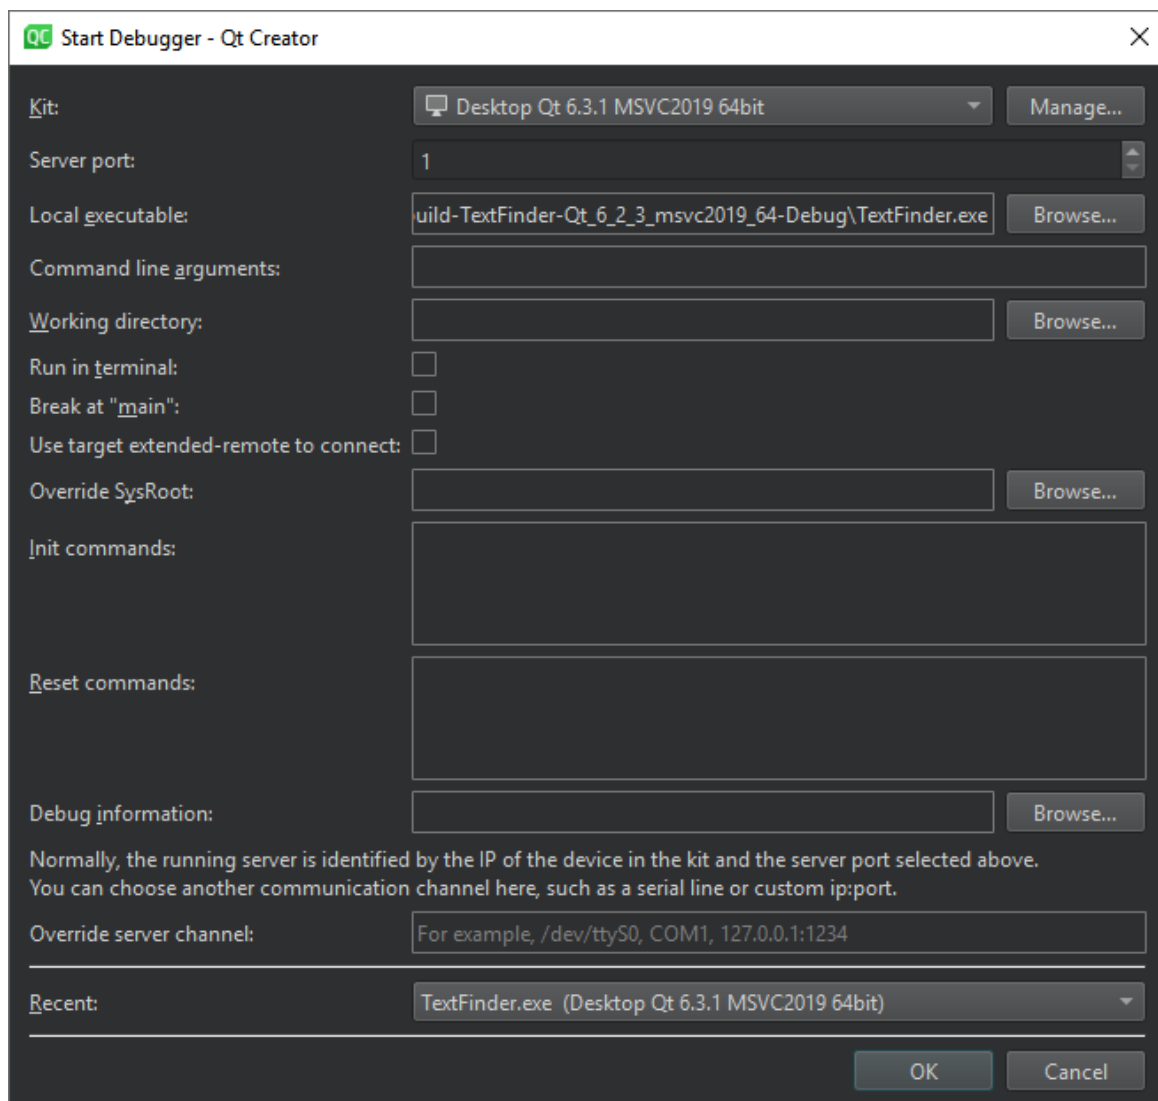 QC Start Debugger - Qt Creator
Kit: Desktop Qt 6.3.1 MSVC2019 64bit Manage...
Server port: 1
Local executable: uild-TextFinder-Qt_6_2_3_msvc2019_64-Debug\TextFinder.exe Browse...
Command line arguments:
Working directory: Browse...
Run in terminal:
Break at "main":
Use target extended-remote to connect:
Override SysRoot: Browse...
Init commands:
Reset commands:
Debug information: Browse...
Normally, the running server is identified by the IP of the device in the kit and the server port selected above.
You can choose another communication channel here, such as a serial line or custom ip:port.
Override server channel: For example, /dev/ttyS0, COM1, 127.0.0.1:1234
Recent: TextFinder.exe (Desktop Qt 6.3.1 MSVC2019 64bit)
OK Cancel